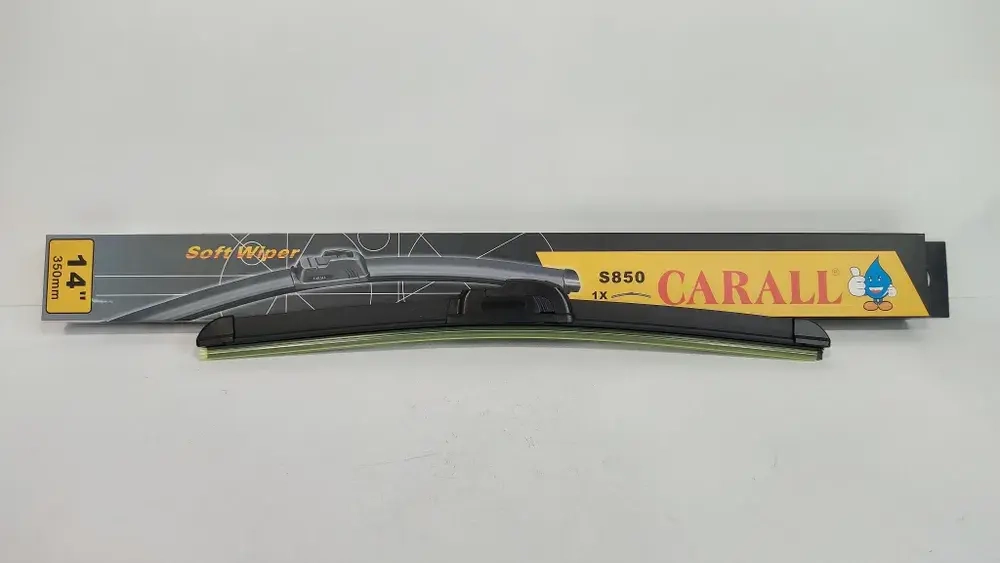 14"
350mm
Soft Wiper
S850
1X
CARALL®